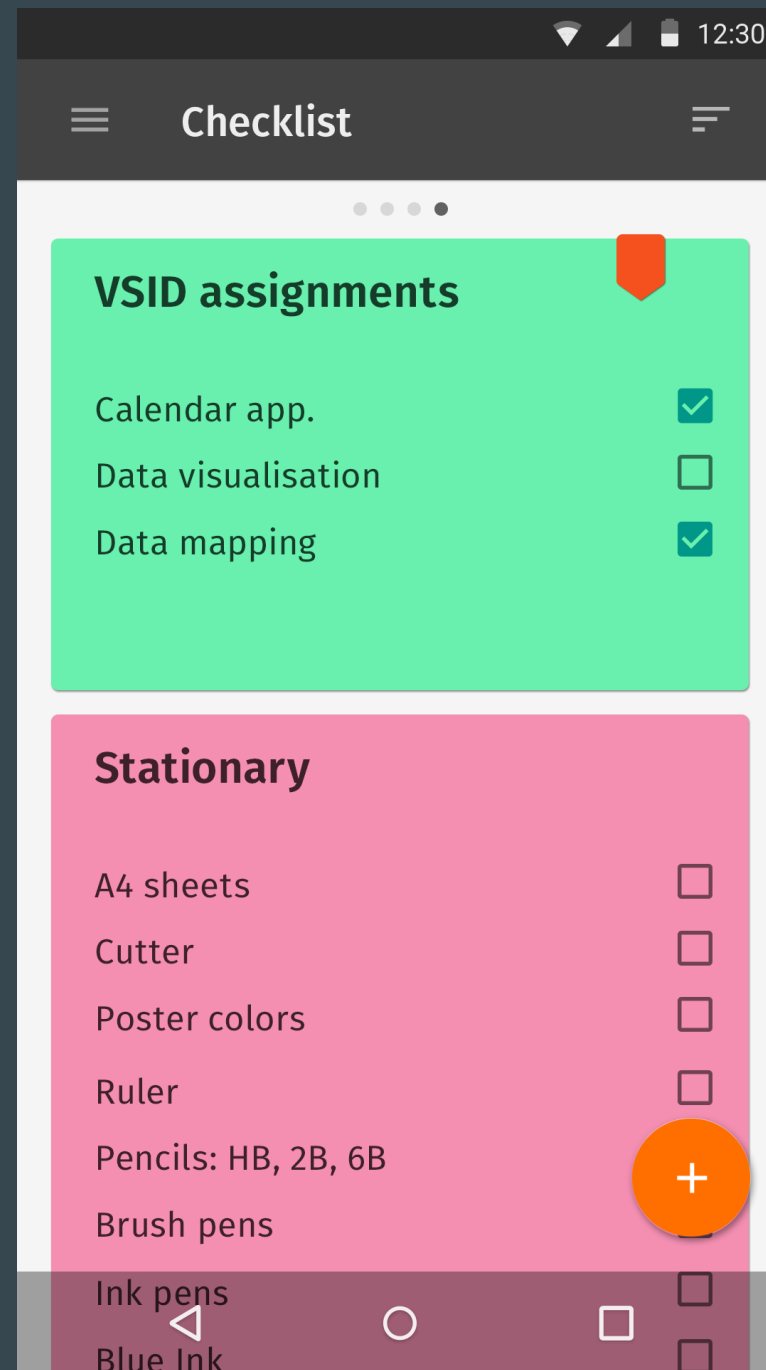 12:30
Checklist
VSID assignments
Calendar app.
Data visualisation
Data mapping
Stationary
A4 sheets
Cutter
Poster colors
Ruler
Pencils: HB, 2B, 6B
Brush pens
Ink pens
Blue Ink